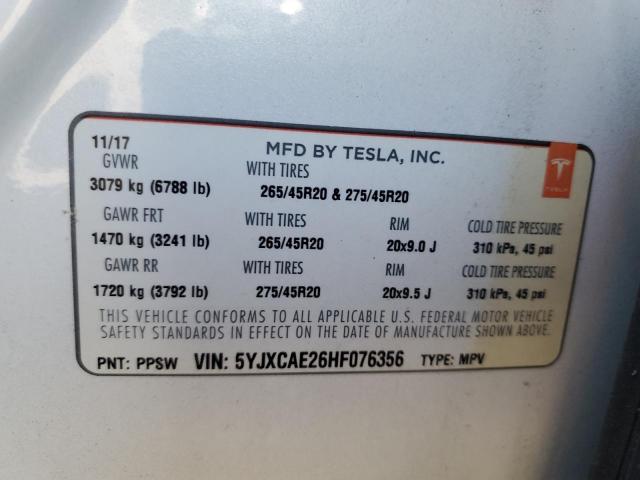 11/17 MFD BY TESLA, INC.
GVWR WITH TIRES
3079 kg (6788 lb) 265/45R20 & 275/45R20
TESLA
GAWR FRT WITH TIRES RIM COLD TIRE PRESSURE
1470 kg (3241 lb) 265/45R20 20x9.0 J 310 kPa, 45 psi
GAWR RR WITH TIRES RIM COLD TIRE PRESSURE
1720 kg (3792 lb) 275/45R20 20x9.5 J 310 kPa, 45 psi
THIS VEHICLE CONFORMS TO ALL APPLICABLE U.S. FEDERAL MOTOR VEHICLE
SAFETY STANDARDS IN EFFECT ON THE DATE OF MANUFACTURE SHOWN ABOVE.
PNT: PPSW VIN: 5YJXCAE26HF076356 TYPE: MPV